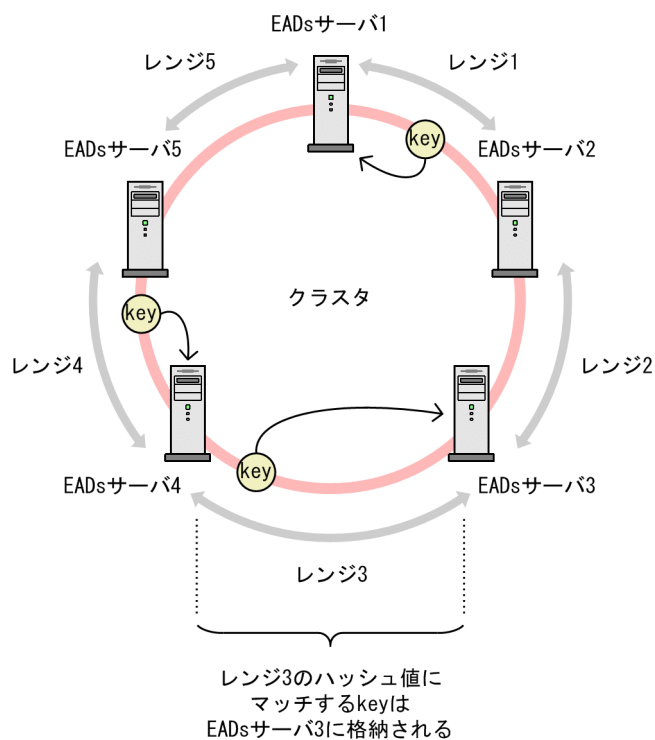 EADsサーバ1
レンジ5
レンジ1
key
EADsサーバ5
EADsサーバ2
クラスタ
key
レンジ4
レンジ2
key
EADsサーバ4
EADsサーバ3
レンジ3
レンジ3のハッシュ値に
マッチするkeyは
EADsサーバ3に格納される